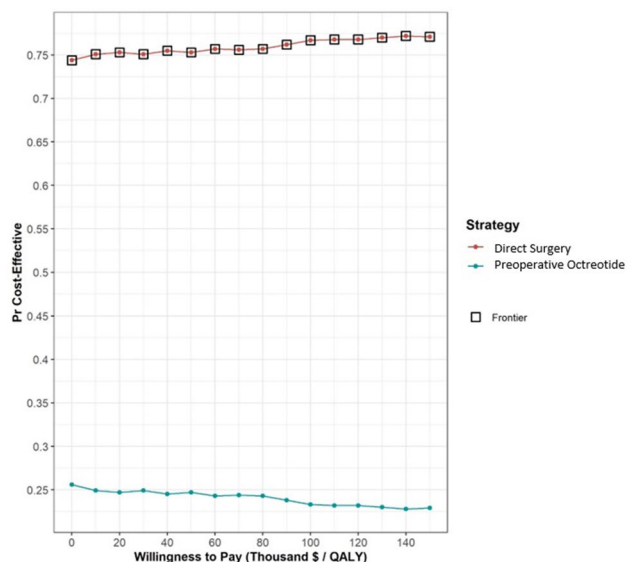 0.75
0.7
0.65
0.6
0.55
0.5
0.45
0.4
0.35
0.3
0.25
Pr Cost-Effective
0 20 40 60 80 100 120 140
Willingness to Pay (Thousand $ / QALY)
Strategy
Direct Surgery
Preoperative Octreotide
Frontier